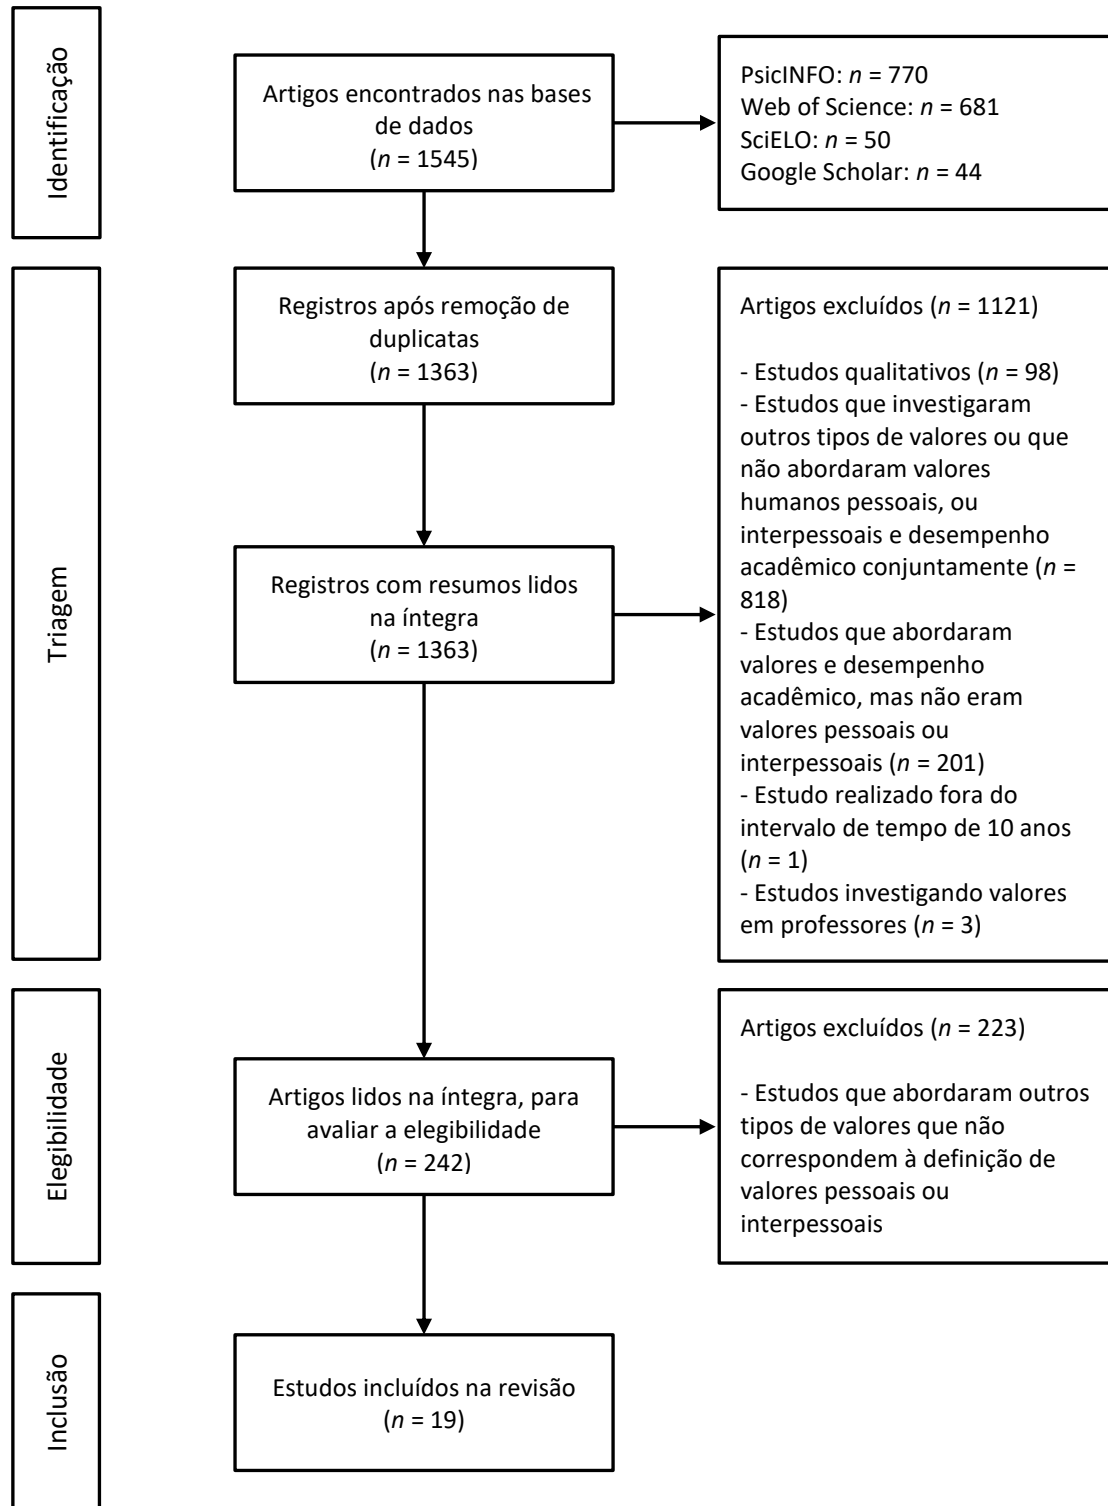 Identificação
Artigos encontrados nas bases
de dados
(n = 1545)
PsicINFO: n = 770
Web of Science: n = 681
SciELO: n = 50
Google Scholar: n = 44
Triagem
Registros após remoção de
duplicatas
(n = 1363)
Registros com resumos lidos
na íntegra
(n = 1363)
Artigos excluídos (n = 1121)
- Estudos qualitativos (n = 98)
- Estudos que investigaram
outros tipos de valores ou que
não abordaram valores
humanos pessoais, ou
interpessoais e desempenho
acadêmico conjuntamente (n =
818)
- Estudos que abordaram
valores e desempenho
acadêmico, mas não eram
valores pessoais ou
interpessoais (n = 201)
- Estudo realizado fora do
intervalo de tempo de 10 anos
(n = 1)
- Estudos investigando valores
em professores (n = 3)
Elegibilidade
Artigos lidos na íntegra, para
avaliar a elegibilidade
(n = 242)
Artigos excluídos (n = 223)
- Estudos que abordaram outros
tipos de valores que não
correspondem à definição de
valores pessoais ou
interpessoais
Inclusão
Estudos incluídos na revisão
(n = 19)